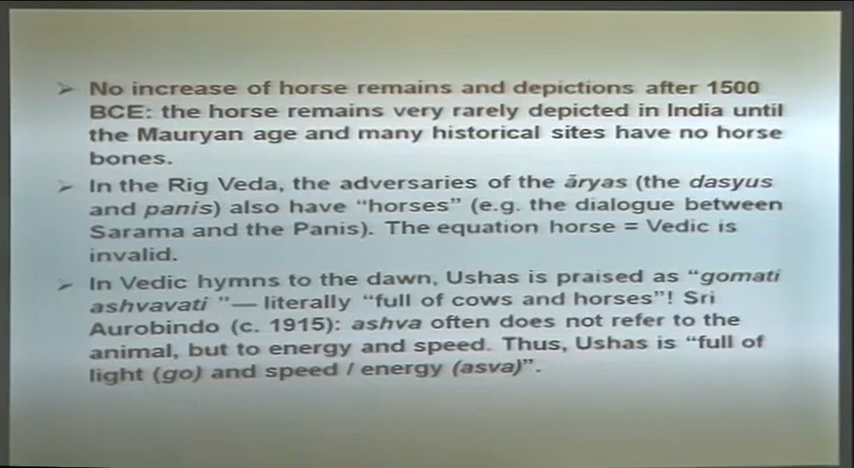 ➢ No increase of horse remains and depictions after 1500
BCE: the horse remains very rarely depicted in India until
the Mauryan age and many historical sites have no horse
bones.
➢ In the Rig Veda, the adversaries of the āryas (the dasyus
and panis) also have “horses” (e.g. the dialogue between
Sarama and the Panis). The equation horse = Vedic is
invalid.
➢ In Vedic hymns to the dawn, Ushas is praised as “gomati
ashvavati ”— literally “full of cows and horses”! Sri
Aurobindo (c. 1915): ashva often does not refer to the
animal, but to energy and speed. Thus, Ushas is “full of
light (go) and speed / energy (asva)”.